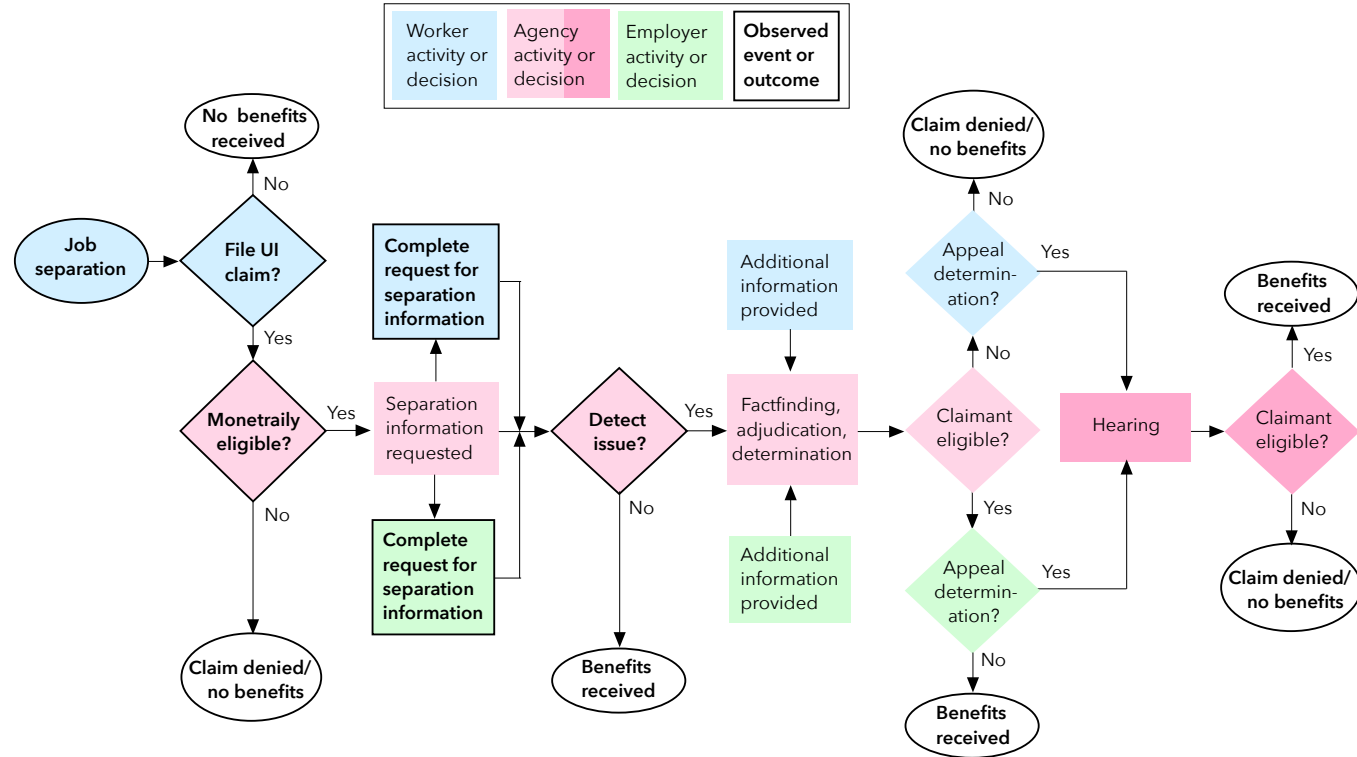 Worker
activity or
decision
Agency
activity or
decision
Employer
activity or
decision
Observed
event or
outcome
No benefits
received
No
Job
separation
File UI
claim?
Yes
Monetraily
eligible?
Yes
No
Claim denied/
no benefits
Complete
request for
separation
information
Separation
information
requested
Complete
request for
separation
information
Detect
issue?
Yes
No
Benefits
received
Additional
information
provided
Factfinding,
adjudication,
determination
Additional
information
provided
Claim denied/
no benefits
No
Appeal
determin-
ation?
Yes
No
Claimant
eligible?
Yes
Appeal
determin-
ation?
Yes
No
Benefits
received
Hearing
Benefits
received
Yes
Claimant
eligible?
No
Claim denied/
no benefits